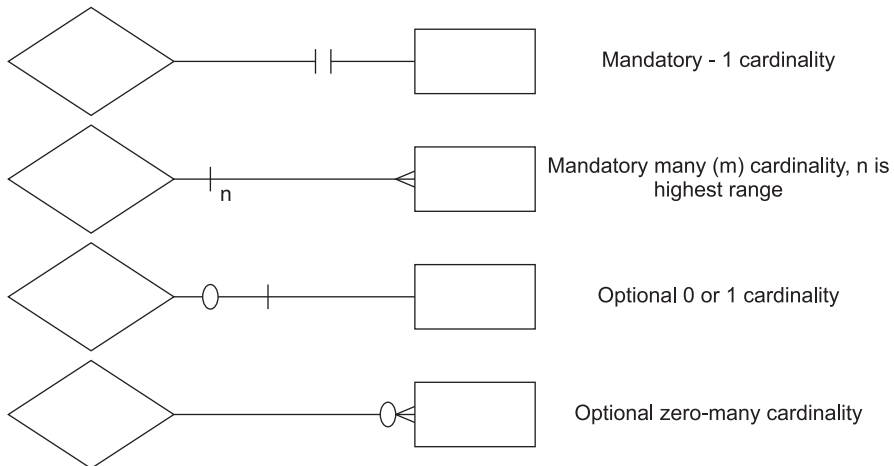 Mandatory - 1 cardinality
n
Mandatory many (m) cardinality, n is
highest range
Optional 0 or 1 cardinality
Optional zero-many cardinality